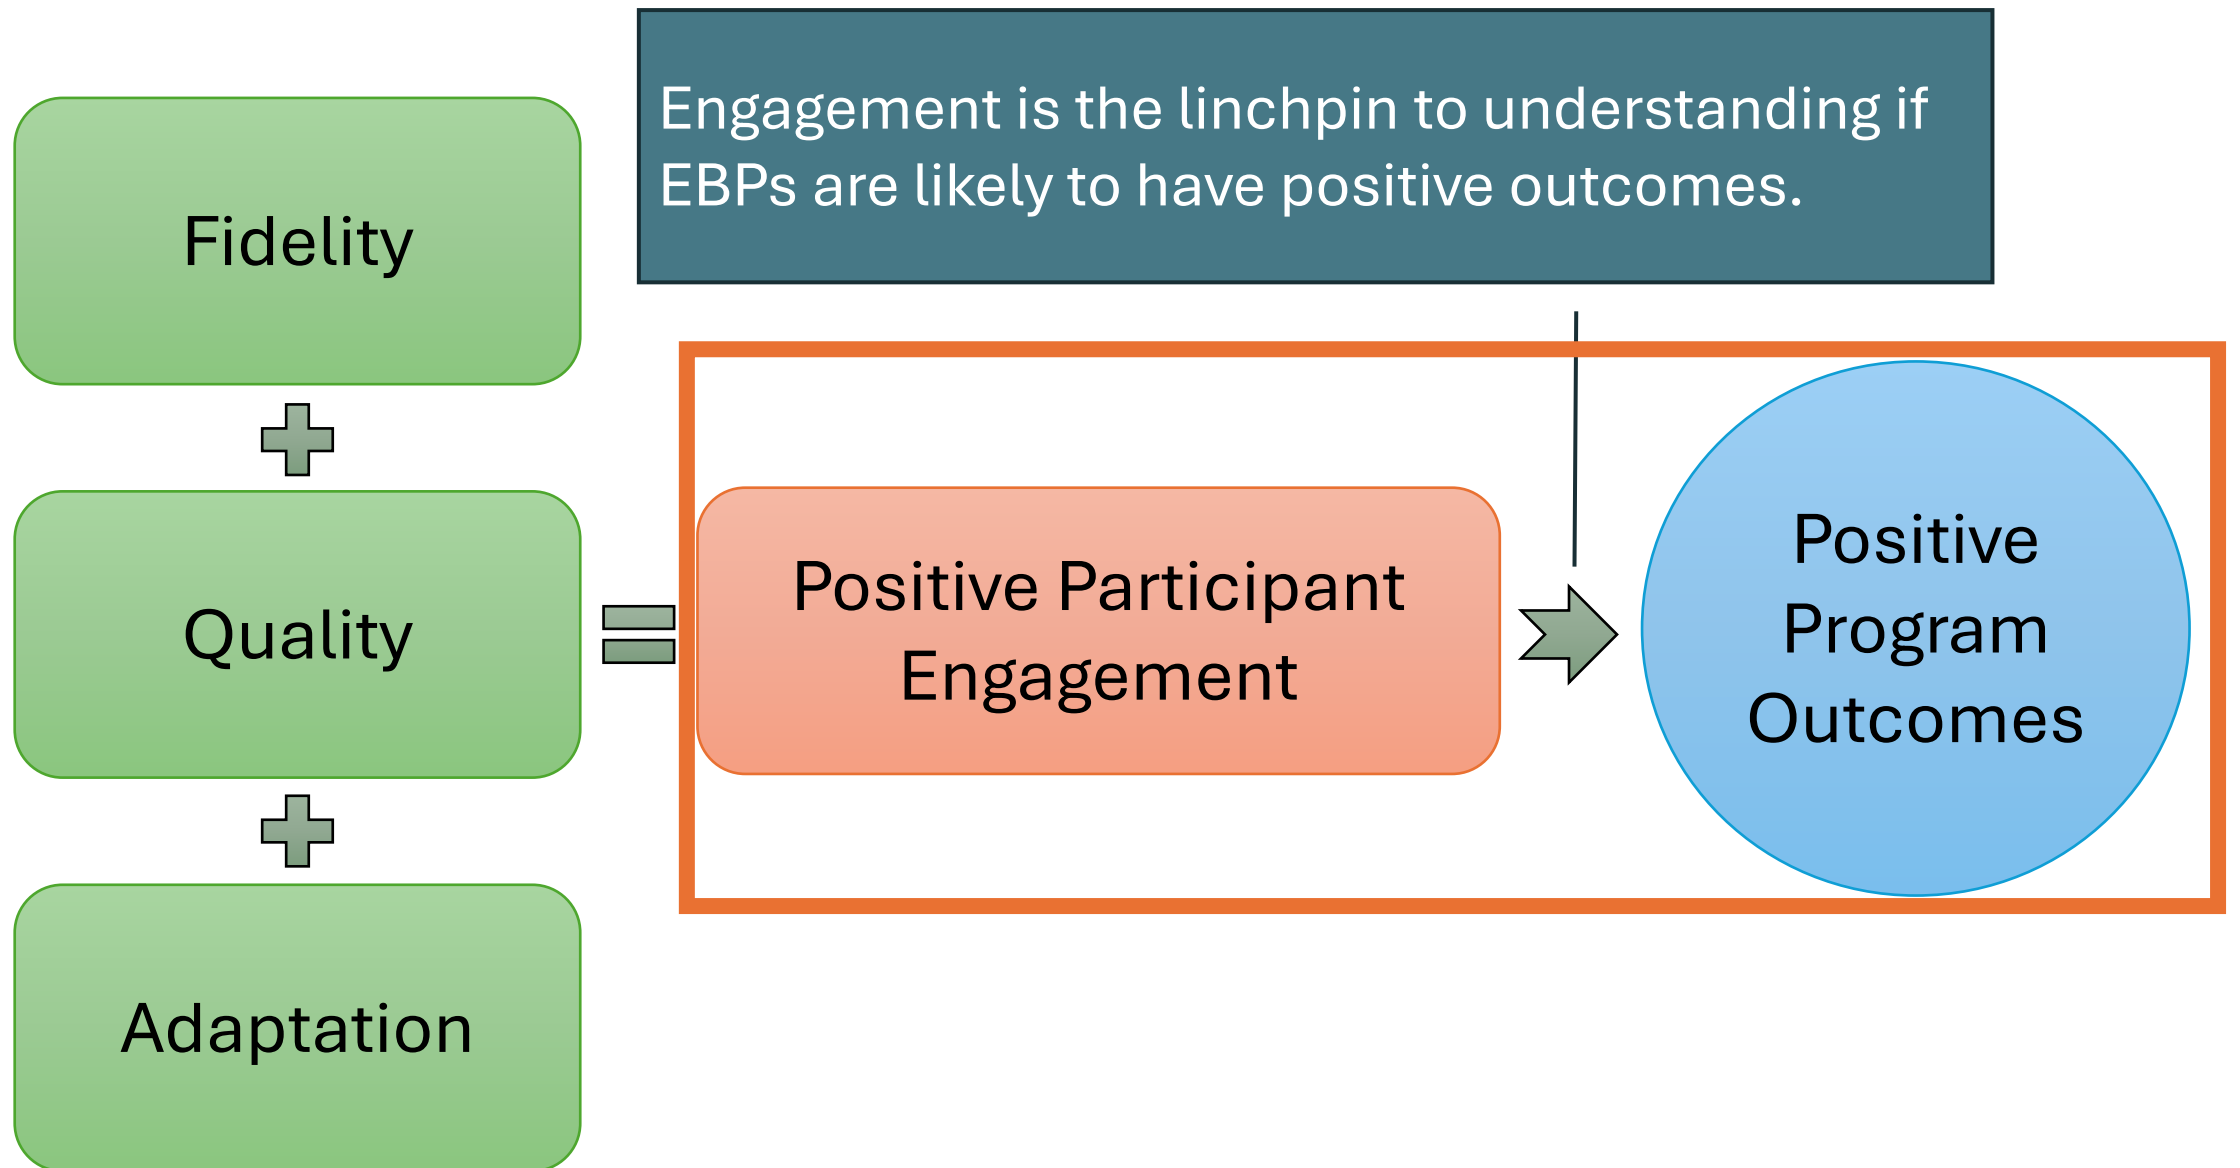 Engagement is the linchpin to understanding if
EBPs are likely to have positive outcomes.
Fidelity
Quality
Adaptation
Positive Participant
Engagement
Positive
Program
Outcomes